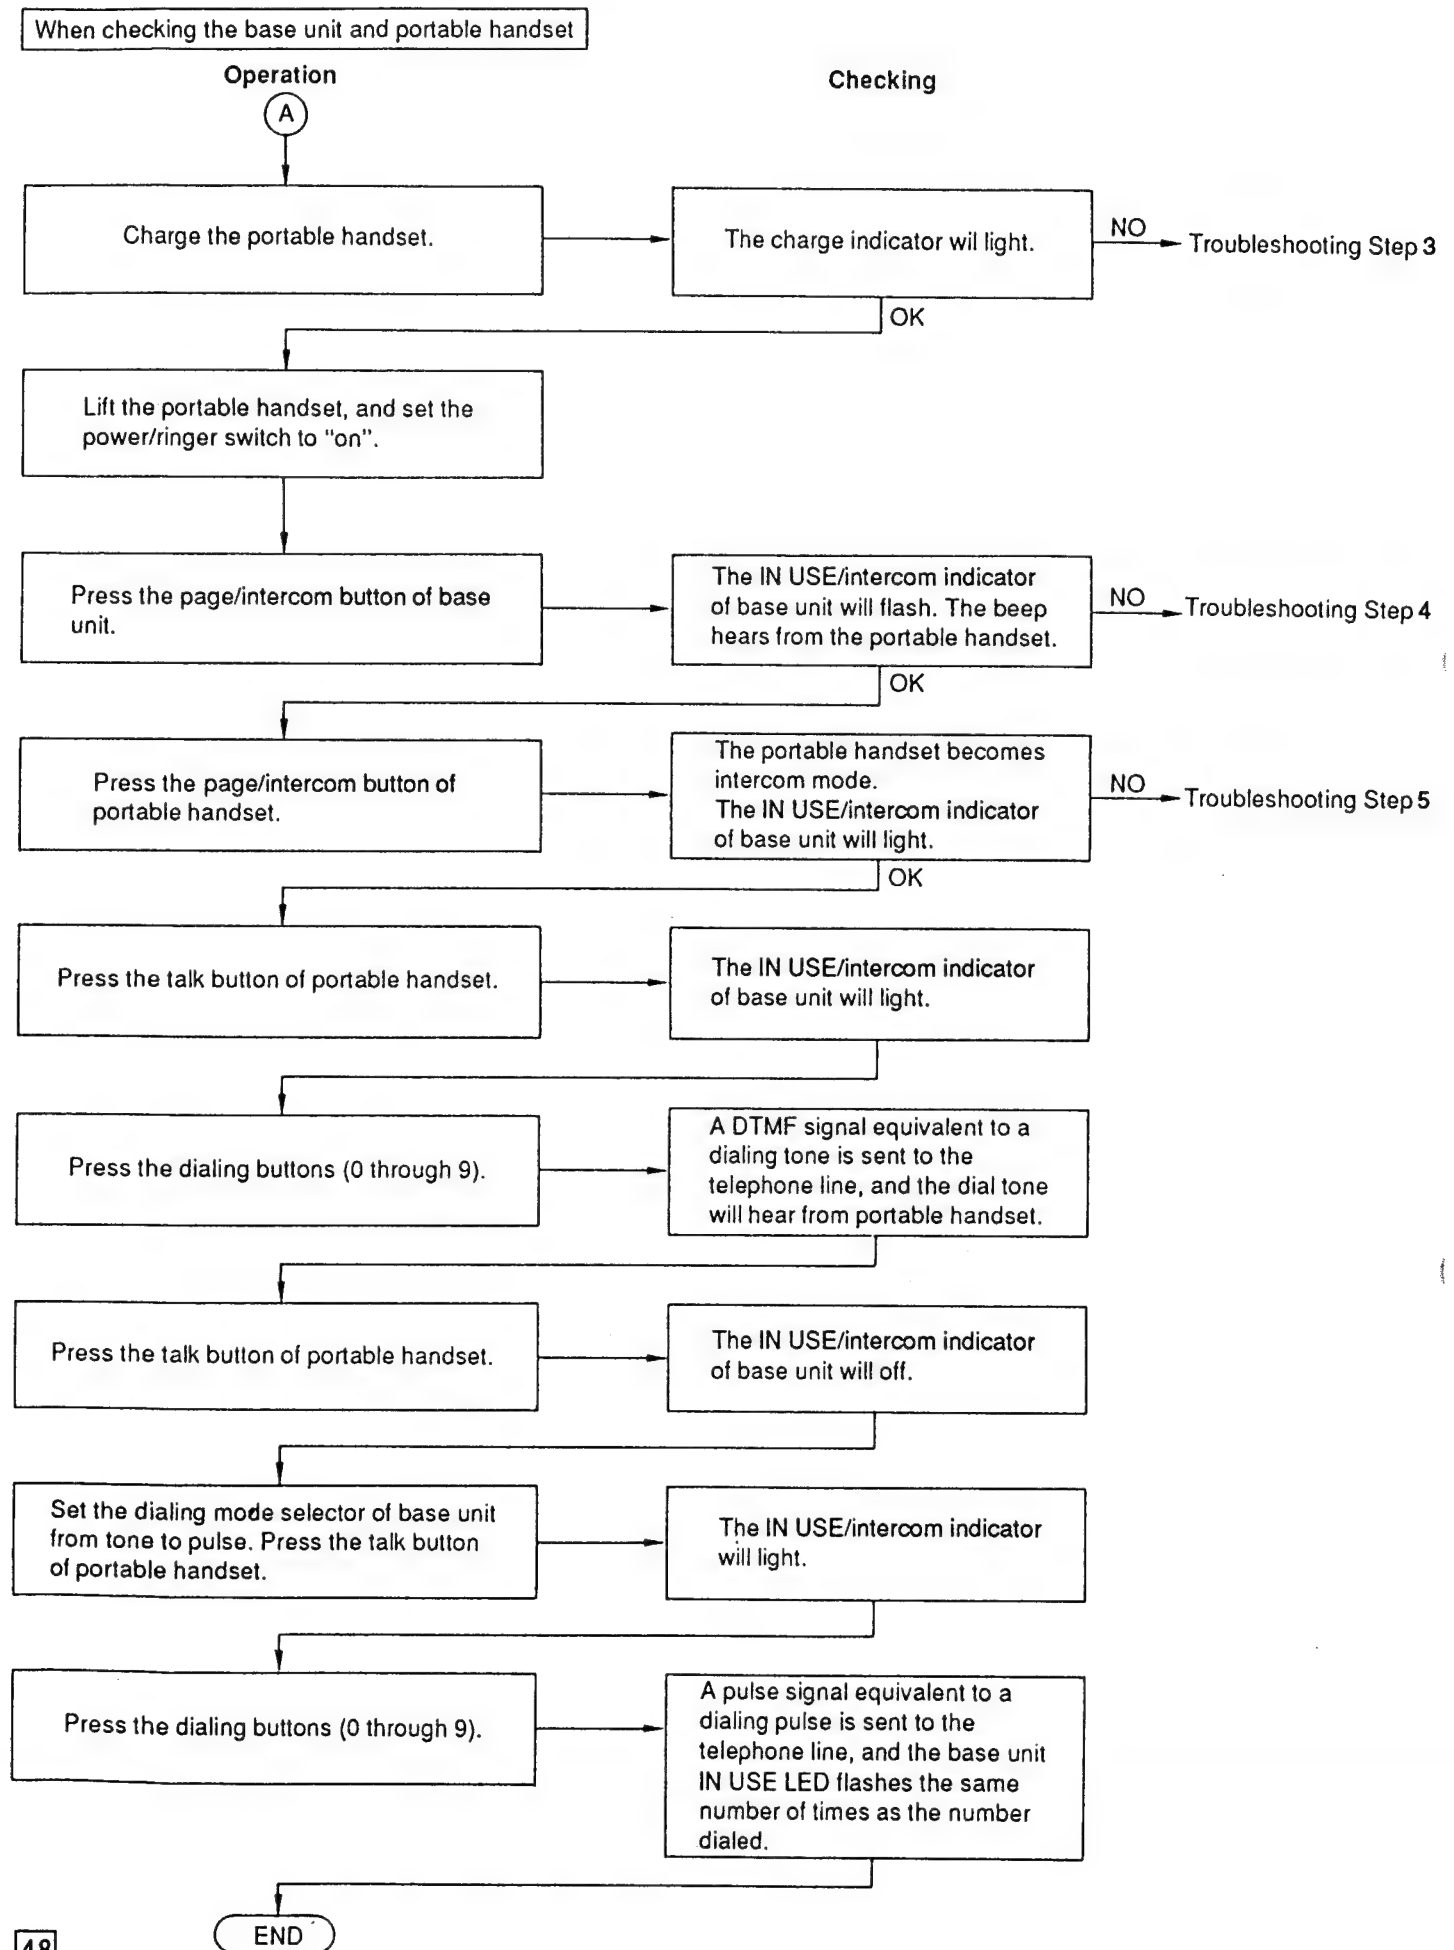 When checking the base unit and portable handset
Operation
Checking
A
Charge the portable handset.
The charge indicator wil light.
NO
Troubleshooting Step 3
OK
Lift the portable handset, and set the
power/ringer switch to "on".
Press the page/intercom button of base
unit.
The IN USE/intercom indicator
of base unit will flash. The beep
hears from the portable handset.
NO
Troubleshooting Step 4
OK
Press the page/intercom button of
portable handset.
The portable handset becomes
intercom mode.
The IN USE/intercom indicator
of base unit will light.
NO
Troubleshooting Step 5
OK
Press the talk button of portable handset.
The IN USE/intercom indicator
of base unit will light.
Press the dialing buttons (0 through 9).
A DTMF signal equivalent to a
dialing tone is sent to the
telephone line, and the dial tone
will hear from portable handset.
Press the talk button of portable handset.
The IN USE/intercom indicator
of base unit will off.
Set the dialing mode selector of base unit
from tone to pulse. Press the talk button
of portable handset.
The IN USE/intercom indicator
will light.
Press the dialing buttons (0 through 9).
A pulse signal equivalent to a
dialing pulse is sent to the
telephone line, and the base unit
IN USE LED flashes the same
number of times as the number
dialed.
END
48